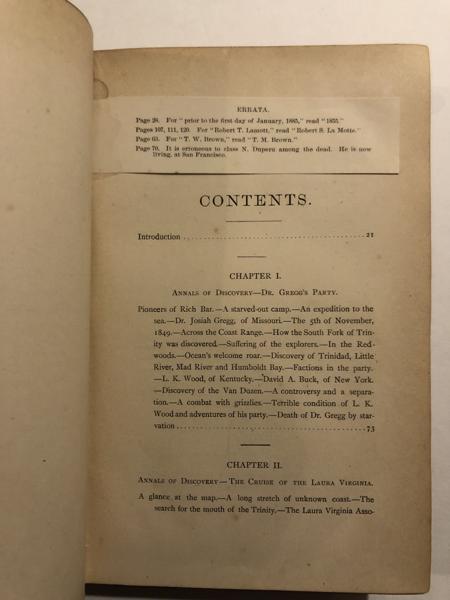 ERRATA.
Page 28. For "prior to the first day of January, 1885," read "1855."
Pages 107, 111, 120. For "Robert T. Lamott," read "Robert S. La Motte."
Page 63. For "T. W. Brown," read "T. M. Brown."
Page 70. It is erroneous to class N. Duperu among the dead. He is now
living, at San Francisco.
CONTENTS.
Introduction ........................................ 21
CHAPTER I.
ANNALS OF DISCOVERY—DR. GREGG'S PARTY.
Pioneers of Rich Bar.—A starved-out camp.—An expedition to the
sea.—Dr. Josiah Gregg, of Missouri.—The 5th of November,
1849.—Across the Coast Range.—How the South Fork of Trin-
ity was discovered.—Suffering of the explorers.—In the Red-
woods.—Ocean's welcome roar.—Discovery of Trinidad, Little
River, Mad River and Humboldt Bay.—Factions in the party.
—L. K. Wood, of Kentucky.—David A. Buck, of New York.
—Discovery of the Van Duzen.—A controversy and a separa-
tion.—A combat with grizzlies.—Terrible condition of L. K.
Wood and adventures of his party.—Death of Dr. Gregg by star-
vation ........................................ 73
CHAPTER II.
ANNALS OF DISCOVERY—THE CRUISE OF THE LAURA VIRGINIA.
A glance at the map.—A long stretch of unknown coast.—The
search for the mouth of the Trinity.—The Laura Virginia Asso-